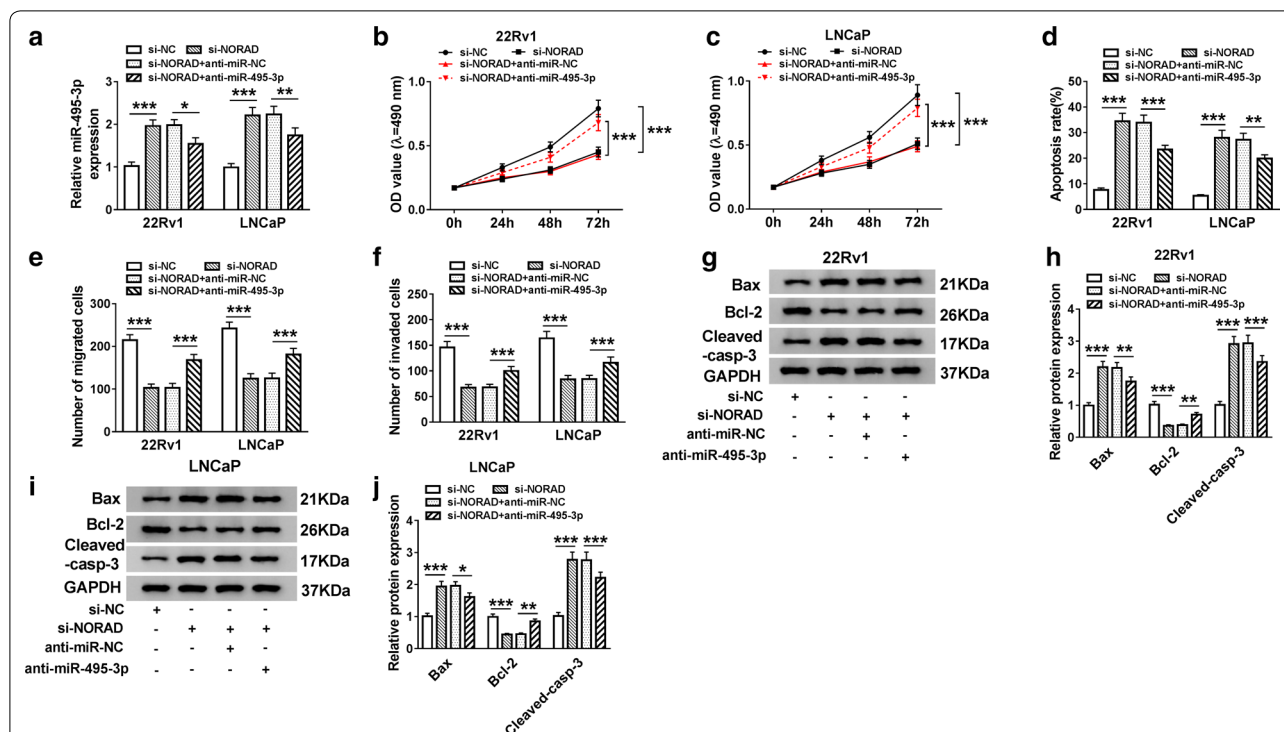 a
si-NC si-NORAD
si-NORAD+anti-miR-NC
si-NORAD+anti-miR-495-3p
Relative miR-495-3p
expression
3
2
1
0
*** * *** **
22Rv1 LNCaP
b
22Rv1
si-NC si-NORAD
si-NORAD+anti-miR-NC
si-NORAD+anti-miR-495-3p
OD value (λ=490 nm)
1.0
0.5
0.0
0h 24h 48h 72h
*** ***
c
LNCaP
si-NC si-NORAD
si-NORAD+anti-miR-NC
si-NORAD+anti-miR-495-3p
OD value (λ=490 nm)
1.0
0.5
0.0
0h 24h 48h 72h
*** ***
d
si-NC si-NORAD
si-NORAD+anti-miR-NC
si-NORAD+anti-miR-495-3p
Apoptosis rate(%)
50
40
30
20
10
0
*** *** *** **
22Rv1 LNCaP
e
si-NC si-NORAD
si-NORAD+anti-miR-NC
si-NORAD+anti-miR-495-3p
Number of migrated cells
300
200
100
0
*** *** *** ***
22Rv1 LNCaP
f
si-NC si-NORAD
si-NORAD+anti-miR-NC
si-NORAD+anti-miR-495-3p
Number of invaded cells
200
150
100
50
0
*** *** *** ***
22Rv1 LNCaP
g
22Rv1
Bax 21KDa
Bcl-2 26KDa
Cleaved
-casp-3 17KDa
GAPDH 37KDa
si-NC + - - -
si-NORAD - + + +
anti-miR-NC - - + -
anti-miR-495-3p - - - +
h
22Rv1
si-NC si-NORAD
si-NORAD+anti-miR-NC
si-NORAD+anti-miR-495-3p
Relative protein expression
4
3
2
1
0
*** ** *** ** *** ***
Bax Bcl-2 Cleaved-casp-3
i
LNCaP
Bax 21KDa
Bcl-2 26KDa
Cleaved
-casp-3 17KDa
GAPDH 37KDa
si-NC + - - -
si-NORAD - + + +
anti-miR-NC - - + -
anti-miR-495-3p - - - +
j
si-NC si-NORAD
si-NORAD+anti-miR-NC
si-NORAD+anti-miR-495-3p
Relative protein expression
4
3
2
1
0
*** * *** ** *** ***
Bax Bcl-2 Cleaved-casp-3